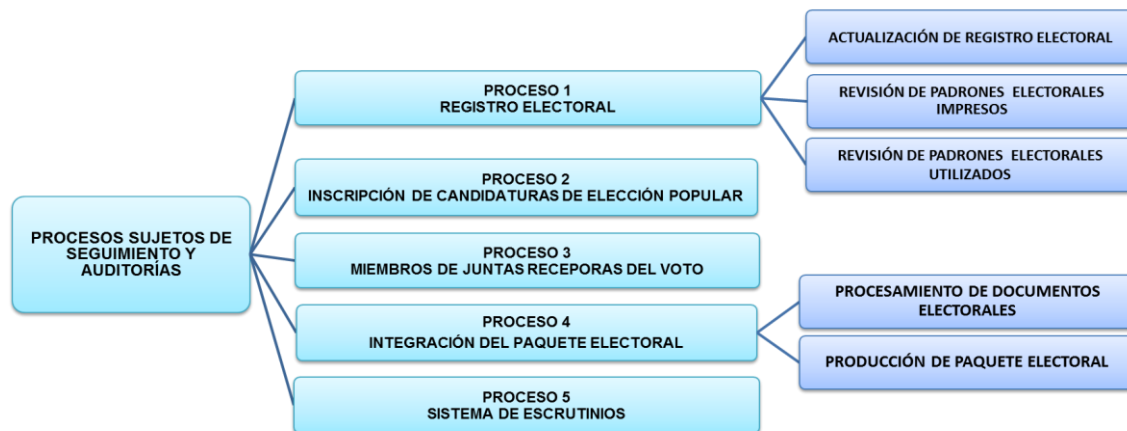 PROCESOS SUJETOS DE
SEGUIMIENTO Y
AUDITORÍAS
PROCESO 1
REGISTRO ELECTORAL
ACTUALIZACIÓN DE REGISTRO ELECTORAL
REVISIÓN DE PADRONES ELECTORALES
IMPRESOS
REVISIÓN DE PADRONES ELECTORALES
UTILIZADOS
PROCESO 2
INSCRIPCIÓN DE CANDIDATURAS DE ELECCIÓN POPULAR
PROCESO 3
MIEMBROS DE JUNTAS RECEPORAS DEL VOTO
PROCESO 4
INTEGRACIÓN DEL PAQUETE ELECTORAL
PROCESAMIENTO DE DOCUMENTOS
ELECTORALES
PRODUCCIÓN DE PAQUETE ELECTORAL
PROCESO 5
SISTEMA DE ESCRUTINIOS